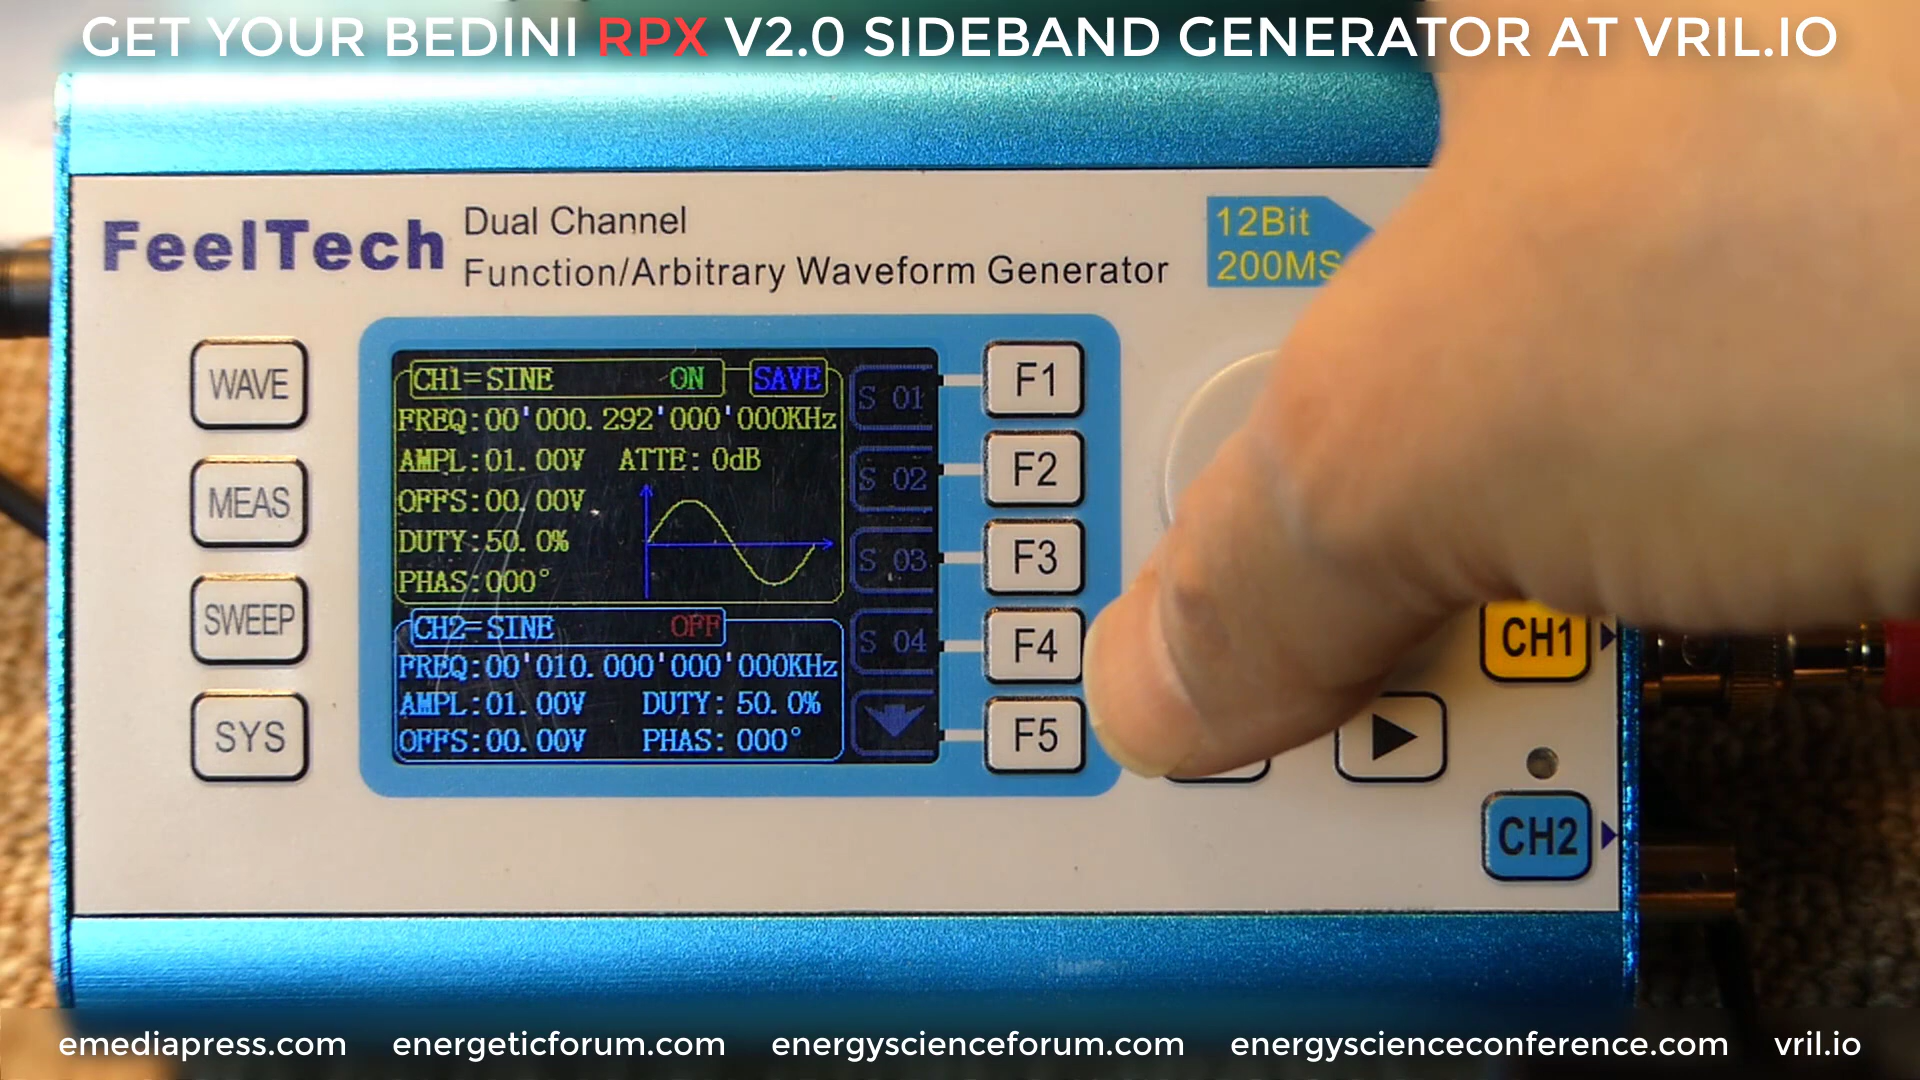 GET YOUR BEDINI RPX V2.0 SIDEBAND GENERATOR AT VRIL.IO
FeelTech
Dual Channel
Function/Arbitrary Waveform Generator
12Bit
200MS
WAVE
MEAS
SWEEP
SYS
CH1=SINE ON SAVE
FREQ:00'000.292'000'000KHz
AMPL:01.00V ATTE: 0dB
OFFS:00.00V
DUTY:50.0%
PHAS:000°
CH2=SINE OFF
FREQ:00'010.000'000'000KHz
AMPL:01.00V DUTY: 50.0%
OFFS:00.00V PHAS: 000°
S 01
S 02
S 03
S 04
F1
F2
F3
F4
F5
CH1
CH2
emediapress.com energeticforum.com energyscienceforum.com energyscienceconference.com vril.io